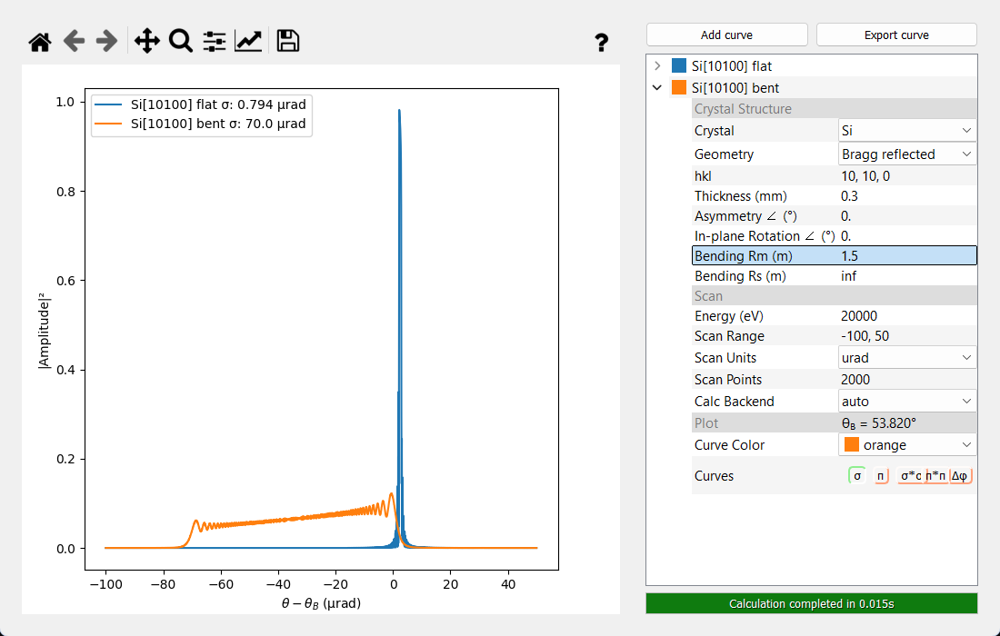 ?
Add curve
Export curve
Si[10100] flat
Si[10100] bent
Crystal Structure
Crystal Si
Geometry Bragg reflected
hkl 10, 10, 0
Thickness (mm) 0.3
Asymmetry ∠ (°) 0.
In-plane Rotation ∠ (°) 0.
Bending Rm (m) 1.5
Bending Rs (m) inf
Scan
Energy (eV) 20000
Scan Range -100, 50
Scan Units urad
Scan Points 2000
Calc Backend auto
Plot θB = 53.820°
Curve Color orange
Curves σ π σ*σ π*π Δφ
Calculation completed in 0.015s
Si[10100] flat σ: 0.794 μrad
Si[10100] bent σ: 70.0 μrad
|Amplitude|²
1.0
0.8
0.6
0.4
0.2
0.0
−100 −80 −60 −40 −20 0 20 40
θ − θB (μrad)